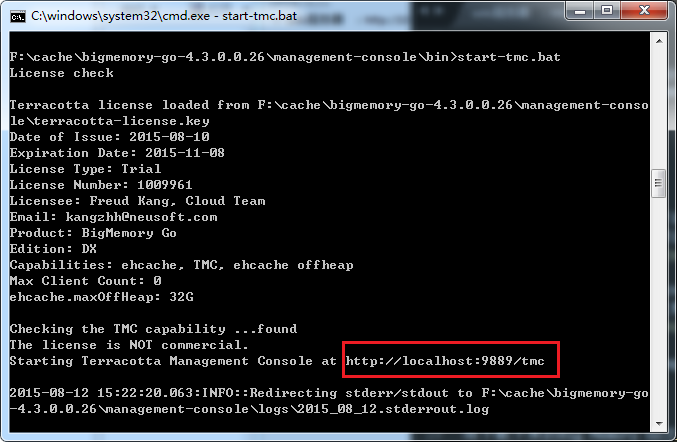 C:\windows\system32\cmd.exe - start-tmc.bat
F:\cache\bigmemory-go-4.3.0.0.26\management-console\bin>start-tmc.bat
License check
Terracotta license loaded from F:\cache\bigmemory-go-4.3.0.0.26\management-conso
le\terracotta-license.key
Date of Issue: 2015-08-10
Expiration Date: 2015-11-08
License Type: Trial
License Number: 1009961
Licensee: Freud Kang, Cloud Team
Email: kangzhh@neusoft.com
Product: BigMemory Go
Edition: DX
Capabilities: ehcache, TMC, ehcache offheap
Max Client Count: 0
ehcache.maxOffHeap: 32G
Checking the TMC capability ...found
The license is NOT commercial.
Starting Terracotta Management Console at http://localhost:9889/tmc
2015-08-12 15:22:20.063:INFO::Redirecting stderr/stdout to F:\cache\bigmemory-go
-4.3.0.0.26\management-console\logs\2015_08_12.stderrout.log